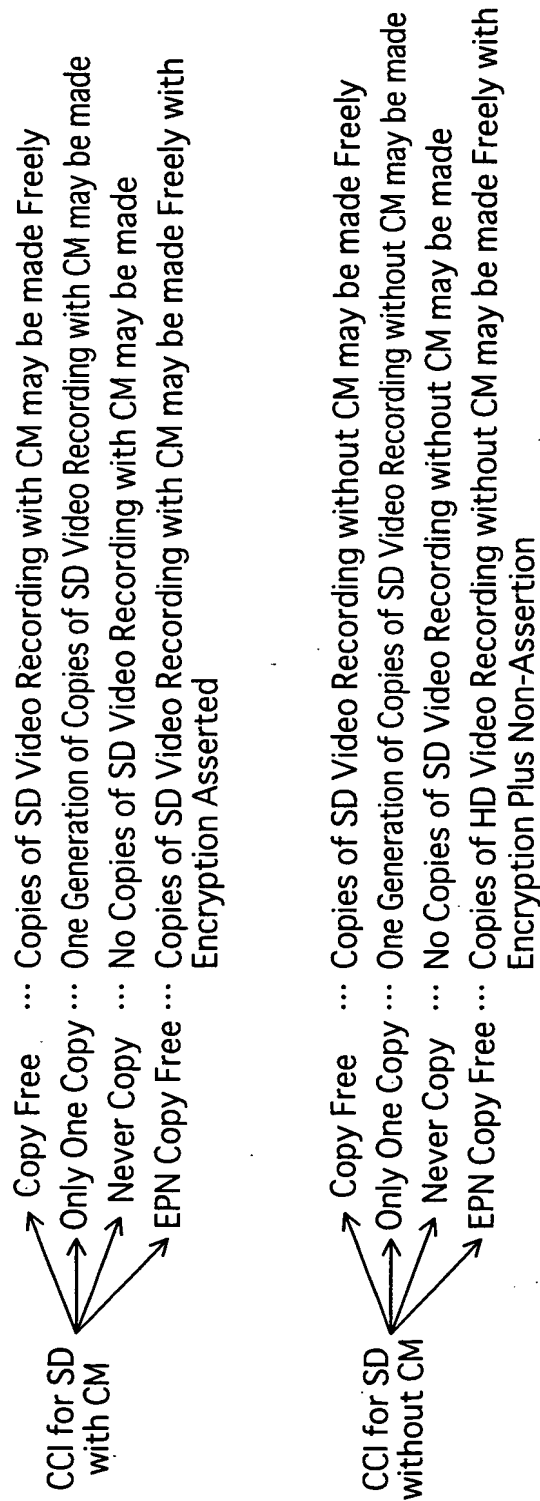 CCI for SD
with CM
Copy Free ... Copies of SD Video Recording with CM may be made Freely
Only One Copy ... One Generation of Copies of SD Video Recording with CM may be made
Never Copy ... No Copies of SD Video Recording with CM may be made
EPN Copy Free ... Copies of SD Video Recording with CM may be made Freely with
Encryption Asserted
CCI for SD
without CM
Copy Free ... Copies of SD Video Recording without CM may be made Freely
Only One Copy ... One Generation of Copies of SD Video Recording without CM may be made
Never Copy ... No Copies of SD Video Recording without CM may be made
EPN Copy Free ... Copies of HD Video Recording without CM may be made Freely with
Encryption Plus Non-Assertion